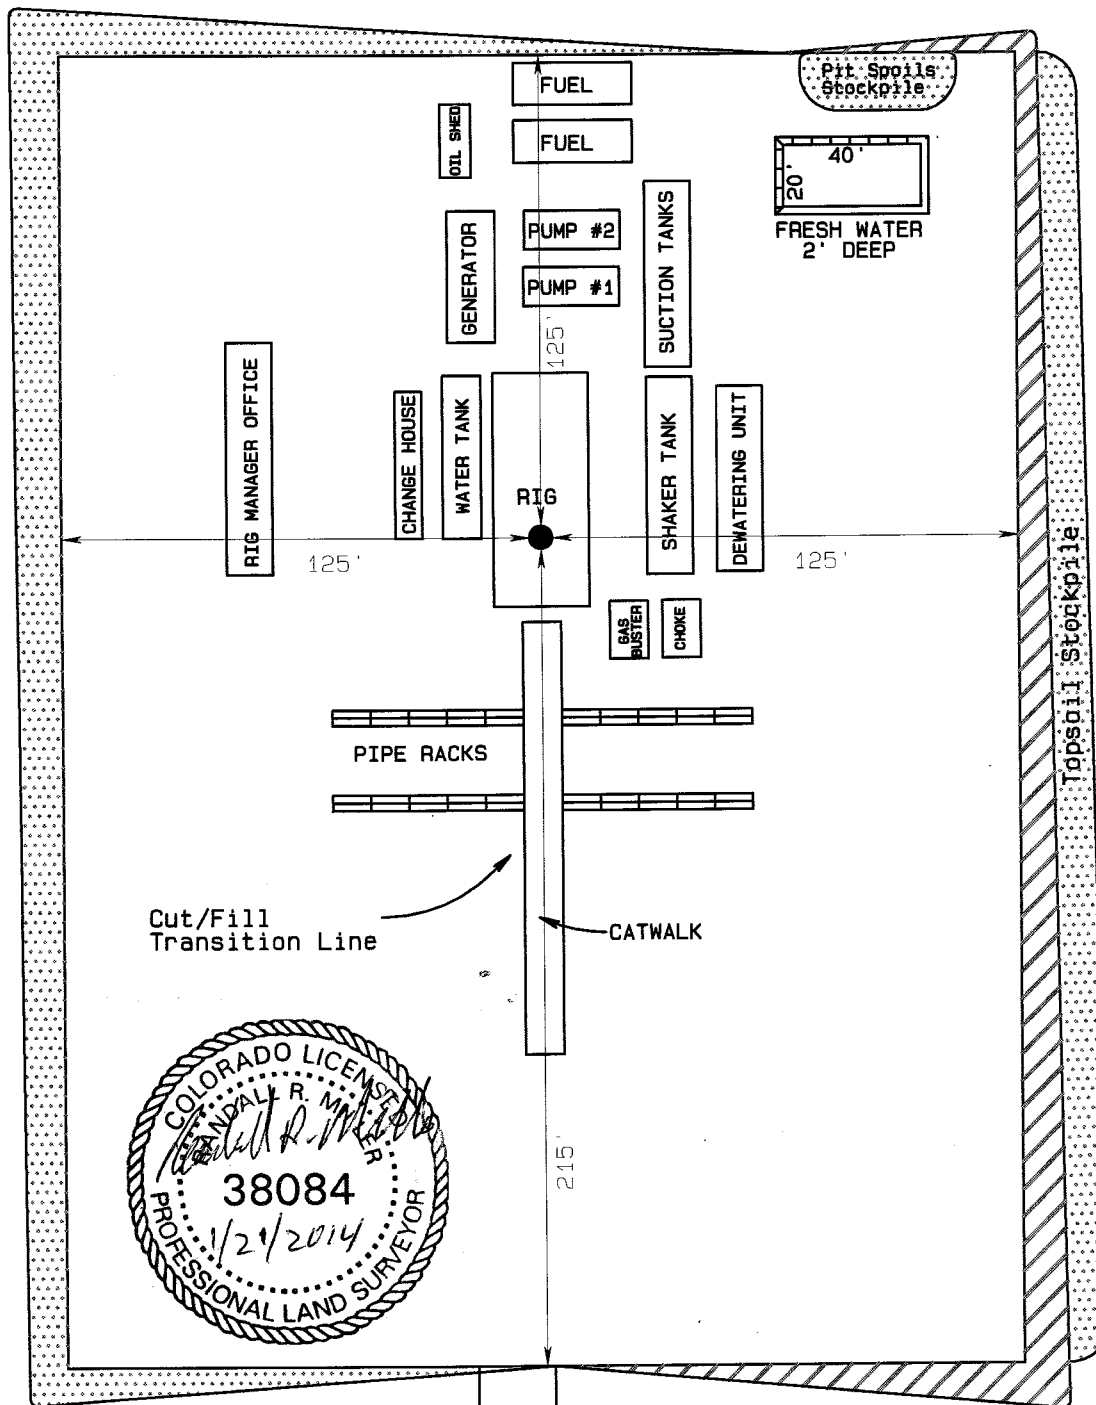 Pit Spoils
Stockpile
FUEL
FUEL
OIL SHED
40'
20'
FRESH WATER
2' DEEP
PUMP #2
PUMP #1
GENERATOR
SUCTION TANKS
125'
RIG MANAGER OFFICE
CHANGE HOUSE
WATER TANK
RIG
SHAKER TANK
DEWATERING UNIT
125'
125'
GAS
BUSTER
CHOKE
Topsoil Stockpile
PIPE RACKS
Cut/Fill
Transition Line
CATWALK
215'
COLORADO LICENSED
RANDALL R. MILLER
38084
1/21/2014
PROFESSIONAL LAND SURVEYOR